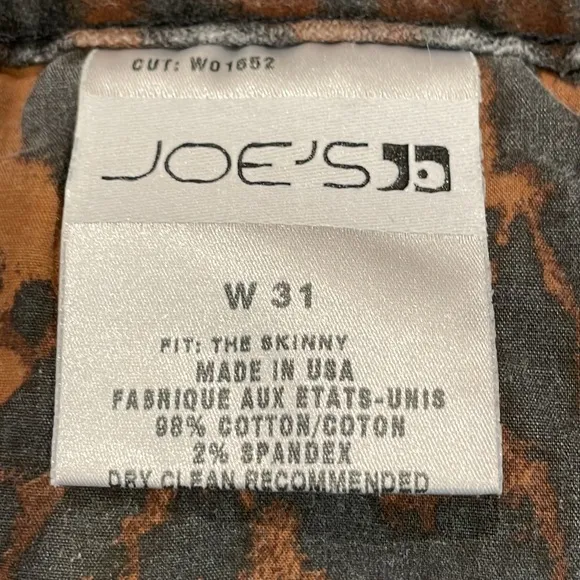 CUT: W01652
JOE'S
W 31
FIT: THE SKINNY
MADE IN USA
FABRIQUE AUX ETATS-UNIS
98% COTTON/COTON
2% SPANDEX
DRY CLEAN RECOMMENDED